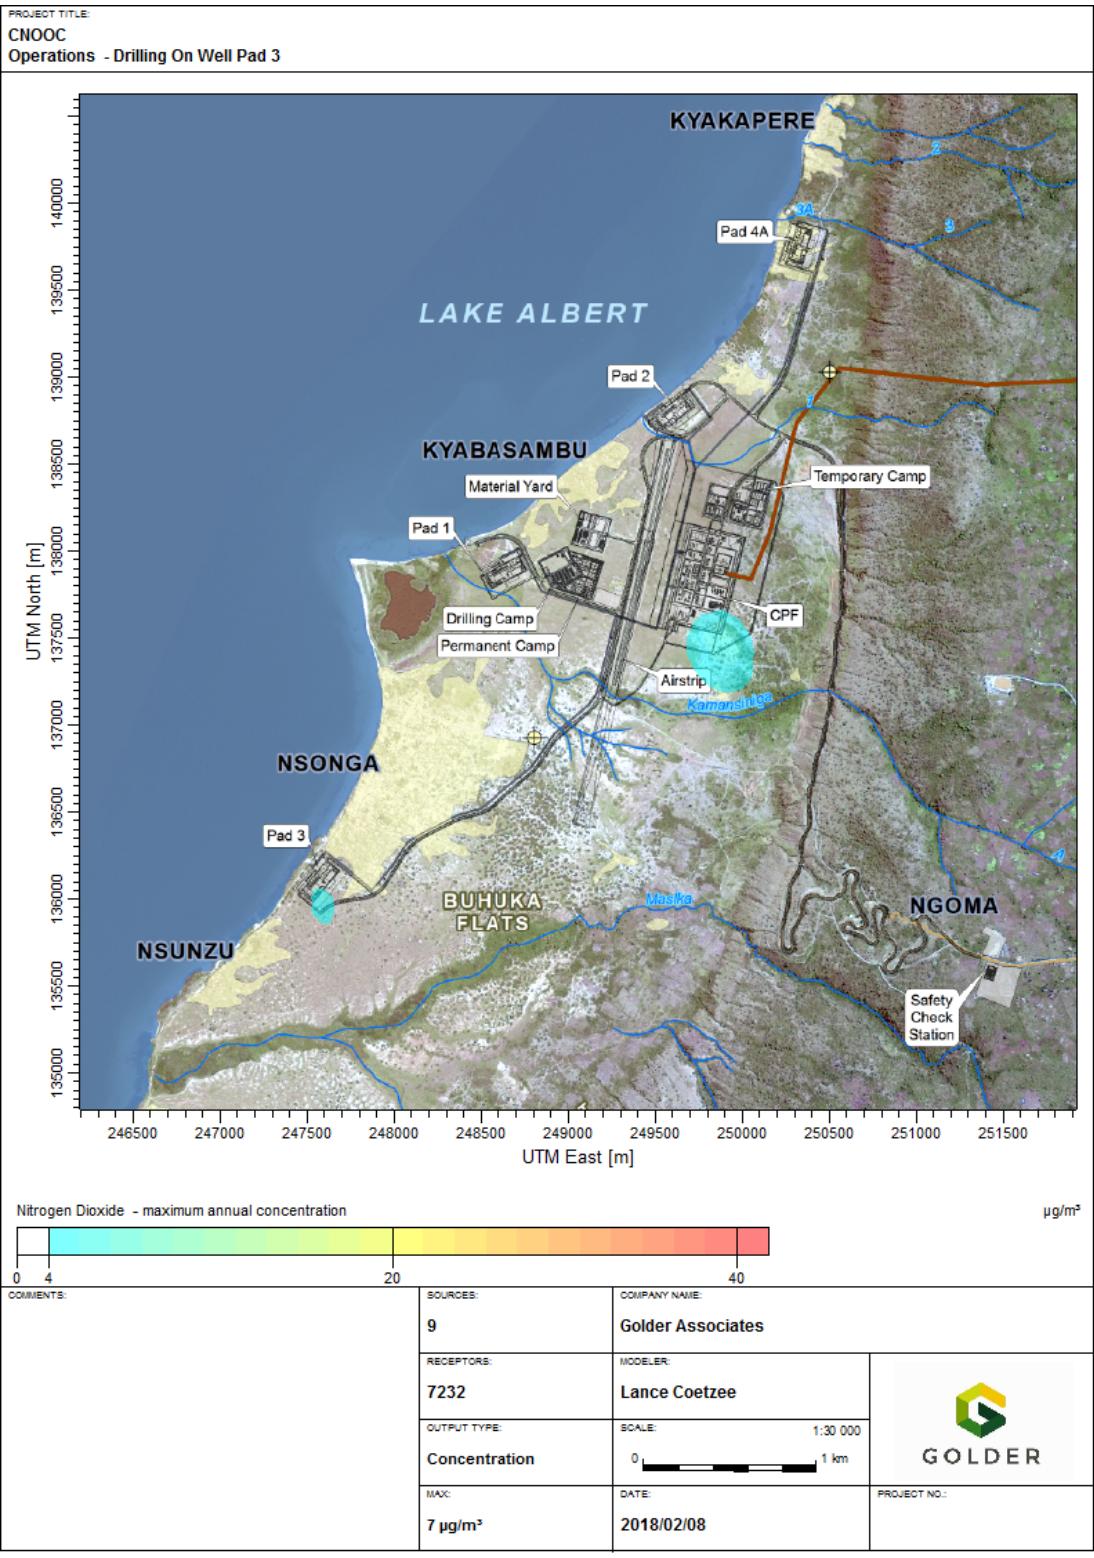 PROJECT TITLE:
CNOOC
Operations - Drilling On Well Pad 3
KYAKAPERE
2
3A
3
Pad 4A
LAKE ALBERT
Pad 2
1
KYABASAMBU
Temporary Camp
Material Yard
Pad 1
Drilling Camp
CPF
Permanent Camp
Airstrip
Kamansiniga
NSONGA
Pad 3
4
BUHUKA
FLATS
Masika
NGOMA
NSUNZU
Safety
Check
Station
UTM North [m]
140000
139500
139000
138500
138000
137500
137000
136500
136000
135500
135000
246500 247000 247500 248000 248500 249000 249500 250000 250500 251000 251500
UTM East [m]
Nitrogen Dioxide - maximum annual concentration
µg/m³
0 4 20 40
COMMENTS:
SOURCES:
9
COMPANY NAME:
Golder Associates
RECEPTORS:
7232
MODELER:
Lance Coetzee
OUTPUT TYPE:
Concentration
SCALE:
1:30 000
0 1 km
GOLDER
MAX:
7 µg/m³
DATE:
2018/02/08
PROJECT NO.: